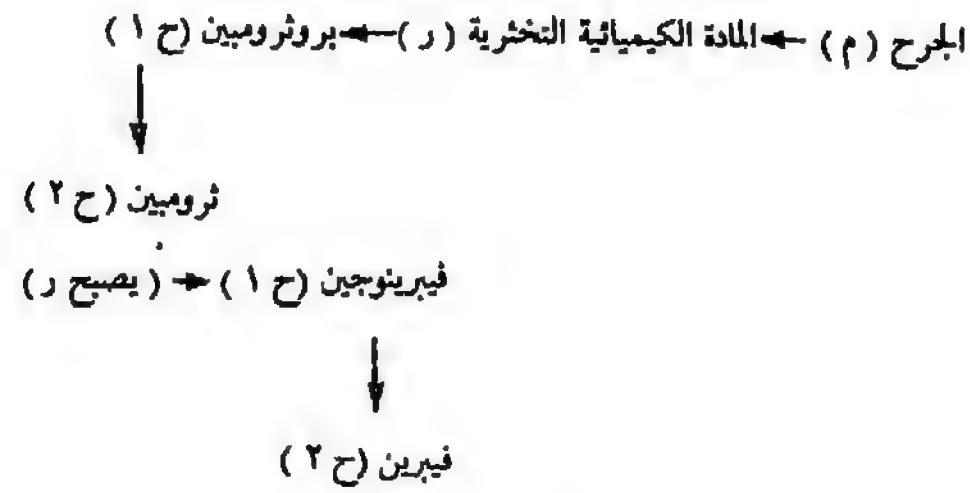 الجرح ( م ) ← المادة الكيميائية التخثرية ( ر ) ← بروثرومبين (ح ١ )
ثرومبين (ح ٢ )
فيبرينوجين (ح ١ ) ← ( يصبح ر )
فيبرين (ح ٢ )